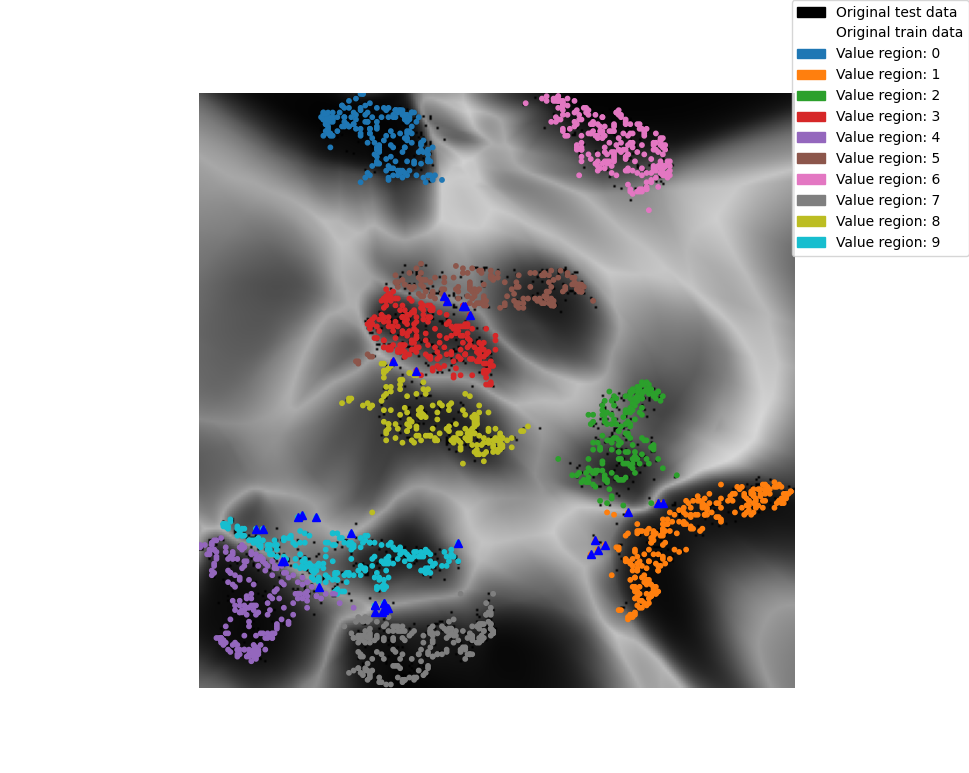 Original test data
Original train data
Value region: 0
Value region: 1
Value region: 2
Value region: 3
Value region: 4
Value region: 5
Value region: 6
Value region: 7
Value region: 8
Value region: 9